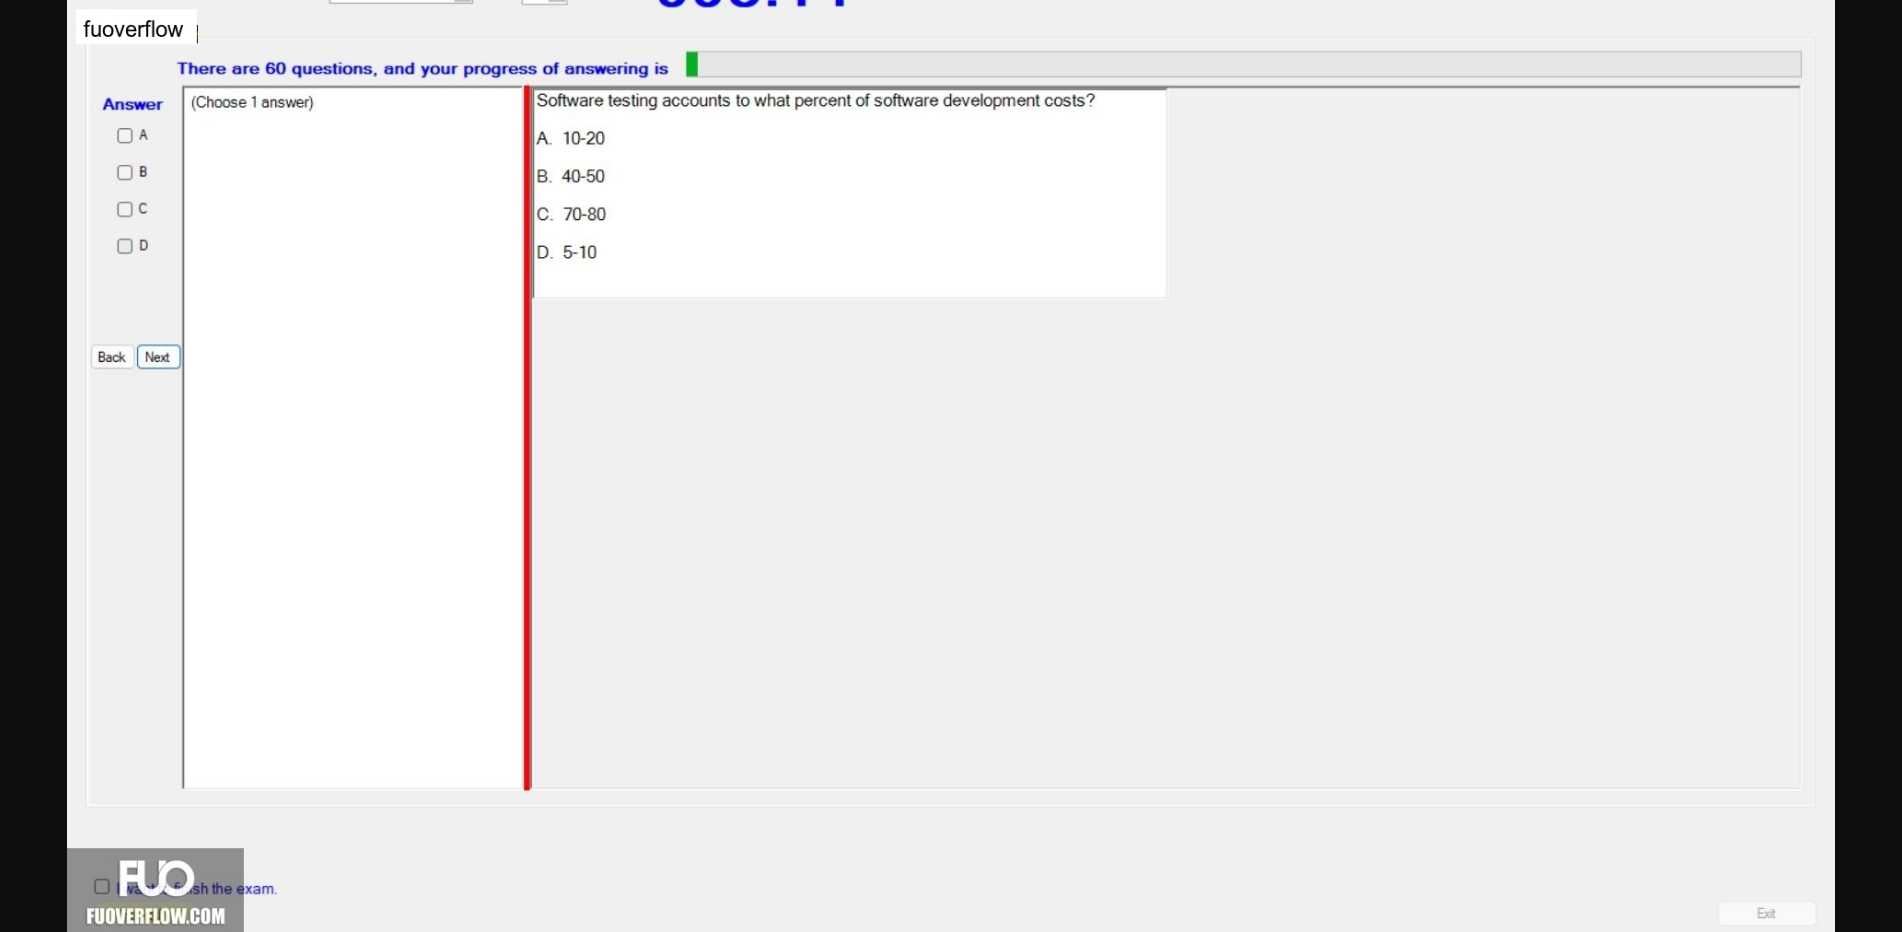 fuoverflow
There are 60 questions, and your progress of answering is
Answer
(Choose 1 answer)
Software testing accounts to what percent of software development costs?
A
A. 10-20
B
B. 40-50
C
C. 70-80
D
D. 5-10
Back Next
FUO
I want finish the exam.
FUOVERFLOW.COM
Exit